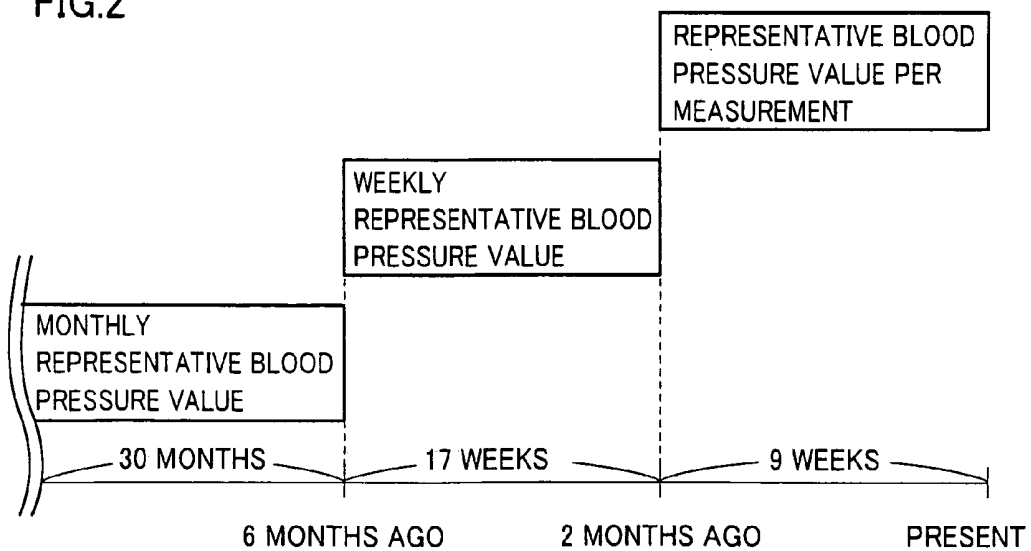 FIG.2
REPRESENTATIVE BLOOD
PRESSURE VALUE PER
MEASUREMENT
WEEKLY
REPRESENTATIVE BLOOD
PRESSURE VALUE
MONTHLY
REPRESENTATIVE BLOOD
PRESSURE VALUE
30 MONTHS
17 WEEKS
9 WEEKS
6 MONTHS AGO
2 MONTHS AGO
PRESENT